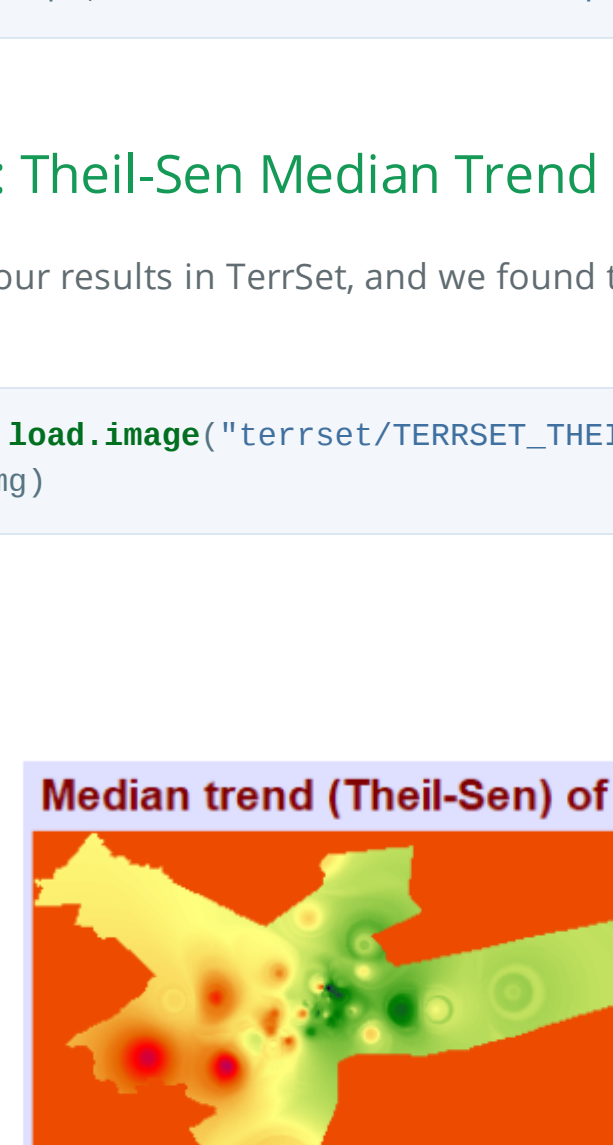 : Theil-Sen Median Trend
our results in TerrSet, and we found
load.image("terrset/TERRSET_THEI
mg)
Median trend (Theil-Sen) of